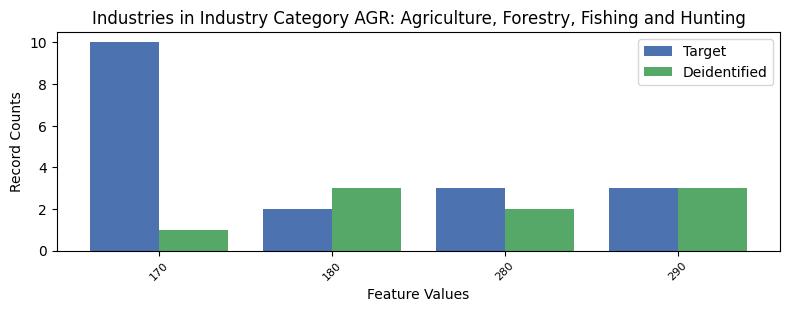 Industries in Industry Category AGR: Agriculture, Forestry, Fishing and Hunting
Target
Deidentified
Record Counts
10
8
6
4
2
0
170
180
280
290
Feature Values